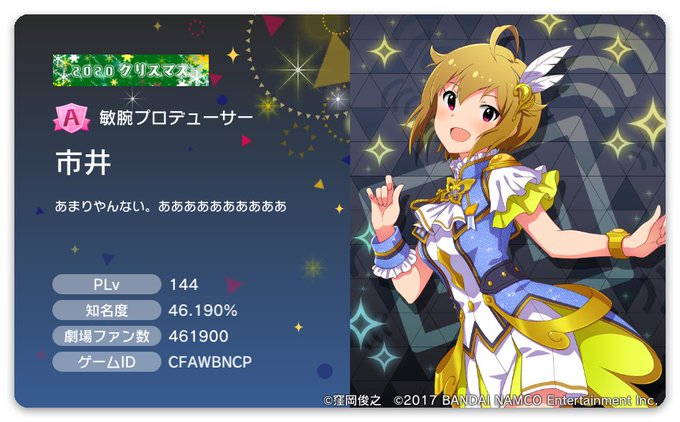 2020 クリスマス
A 敏腕プロデューサー
市井
あまりやんない。ああああああああああ
PLv 144
知名度 46.190%
劇場ファン数 461900
ゲームID CFAWBNCP
©窪岡俊之 ©2017 BANDAI NAMCO Entertainment Inc.